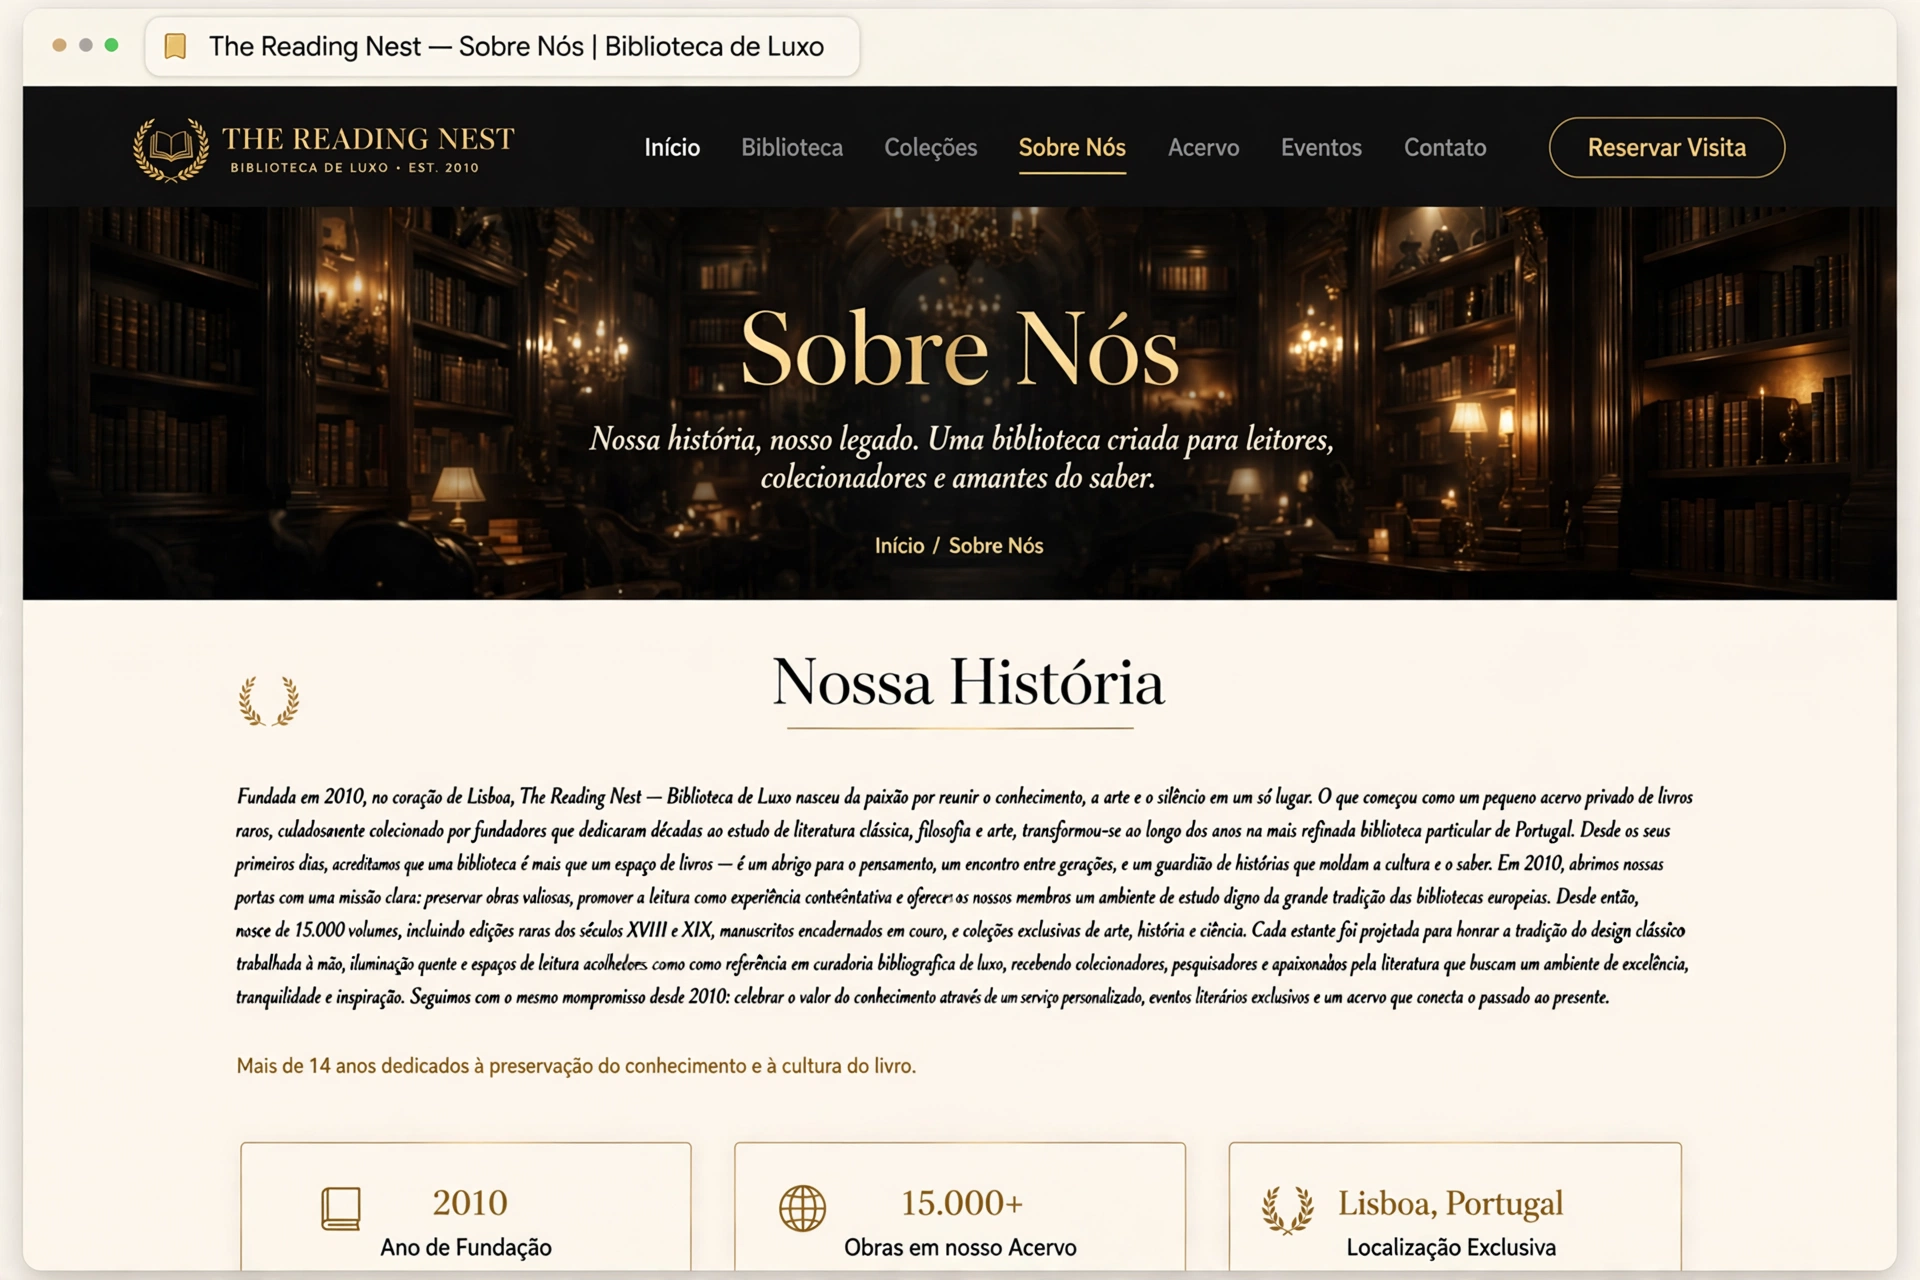 The Reading Nest — Sobre Nós | Biblioteca de Luxo
THE READING NEST
BIBLIOTECA DE LUXO • EST. 2010
Início Biblioteca Coleções Sobre Nós Acervo Eventos Contato Reservar Visita
Sobre Nós
Nossa história, nosso legado. Uma biblioteca criada para leitores,
colecionadores e amantes do saber.
Início / Sobre Nós
Nossa História
Fundada em 2010, no coração de Lisboa, The Reading Nest — Biblioteca de Luxo nasceu da paixão por reunir o conhecimento, a arte e o silêncio em um só lugar. O que começou como um pequeno acervo privado de livros
raros, colecionado por fundadores que dedicaram décadas ao estudo de literatura clássica, filosofia e arte, transformou-se ao longo dos anos na mais refinada biblioteca particular de Portugal. Desde os seus
primeiros dias, acreditamos que uma biblioteca é mais que um espaço de livros — é um abrigo para o pensamento, um encontro entre gerações, e um guardião de histórias que moldam a cultura e o saber. Em 2010, abrimos nossas
portas com uma missão clara: preservar obras valiosas, promover a leitura como experiência e nossos membros um ambiente de estudo digno da grande tradição das bibliotecas europeias. Desde então,
nosce de 15.000 volumes, incluindo edições raras dos séculos XVIII e XIX, manuscritos encadernados em couro, e coleções exclusivas de arte, história e ciência. Cada estante foi projetada para honrar a tradição do design clássico
trabalhada à mão, iluminação quente e espaços de leitura como como referência em curadoria bibliografica de luxo, recebendo colecionadores, pesquisadores e pela literatura que buscam um ambiente de excelência,
tranquilidade e inspiração. Seguimos com o mesmo mompromisso desde 2010: celebrar o valor do conhecimento através de um serviço personalizado, eventos literários exclusivos e um acervo que conecta o passado ao presente.
Mais de 14 anos dedicados à preservação do conhecimento e à cultura do livro.
2010
Ano de Fundação
15.000+
Obras em nosso Acervo
Lisboa, Portugal
Localização Exclusiva